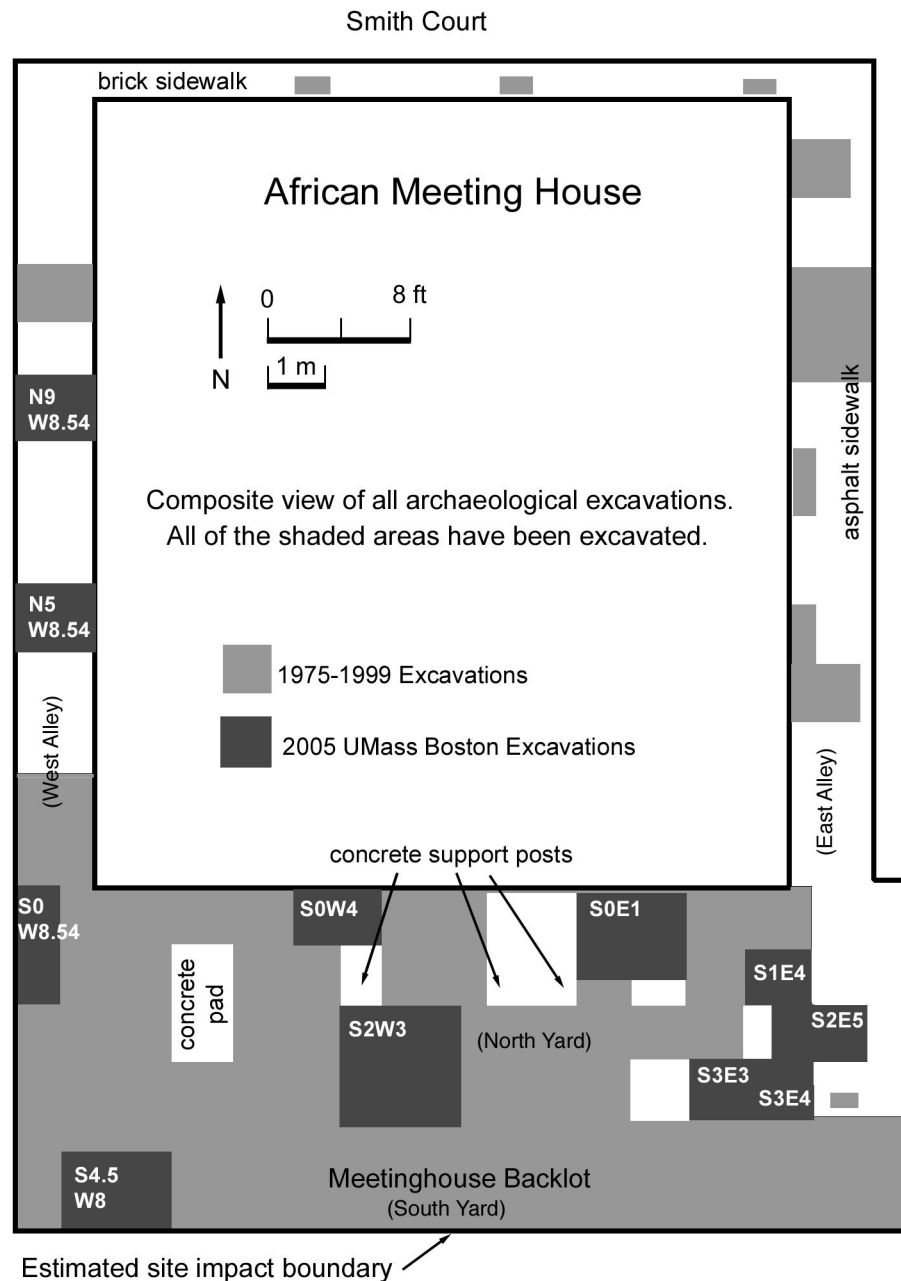 Smith Court
brick sidewalk
African Meeting House
0 8 ft
1 m
N
N9
W8.54
Composite view of all archaeological excavations.
All of the shaded areas have been excavated.
asphalt sidewalk
N5
W8.54
1975-1999 Excavations
2005 UMass Boston Excavations
(West Alley)
(East Alley)
concrete support posts
S0
W8.54
S0W4
S0E1
concrete
pad
S1E4
S2W3
S2E5
(North Yard)
S3E3
S3E4
S4.5
W8
Meetinghouse Backlot
(South Yard)
Estimated site impact boundary